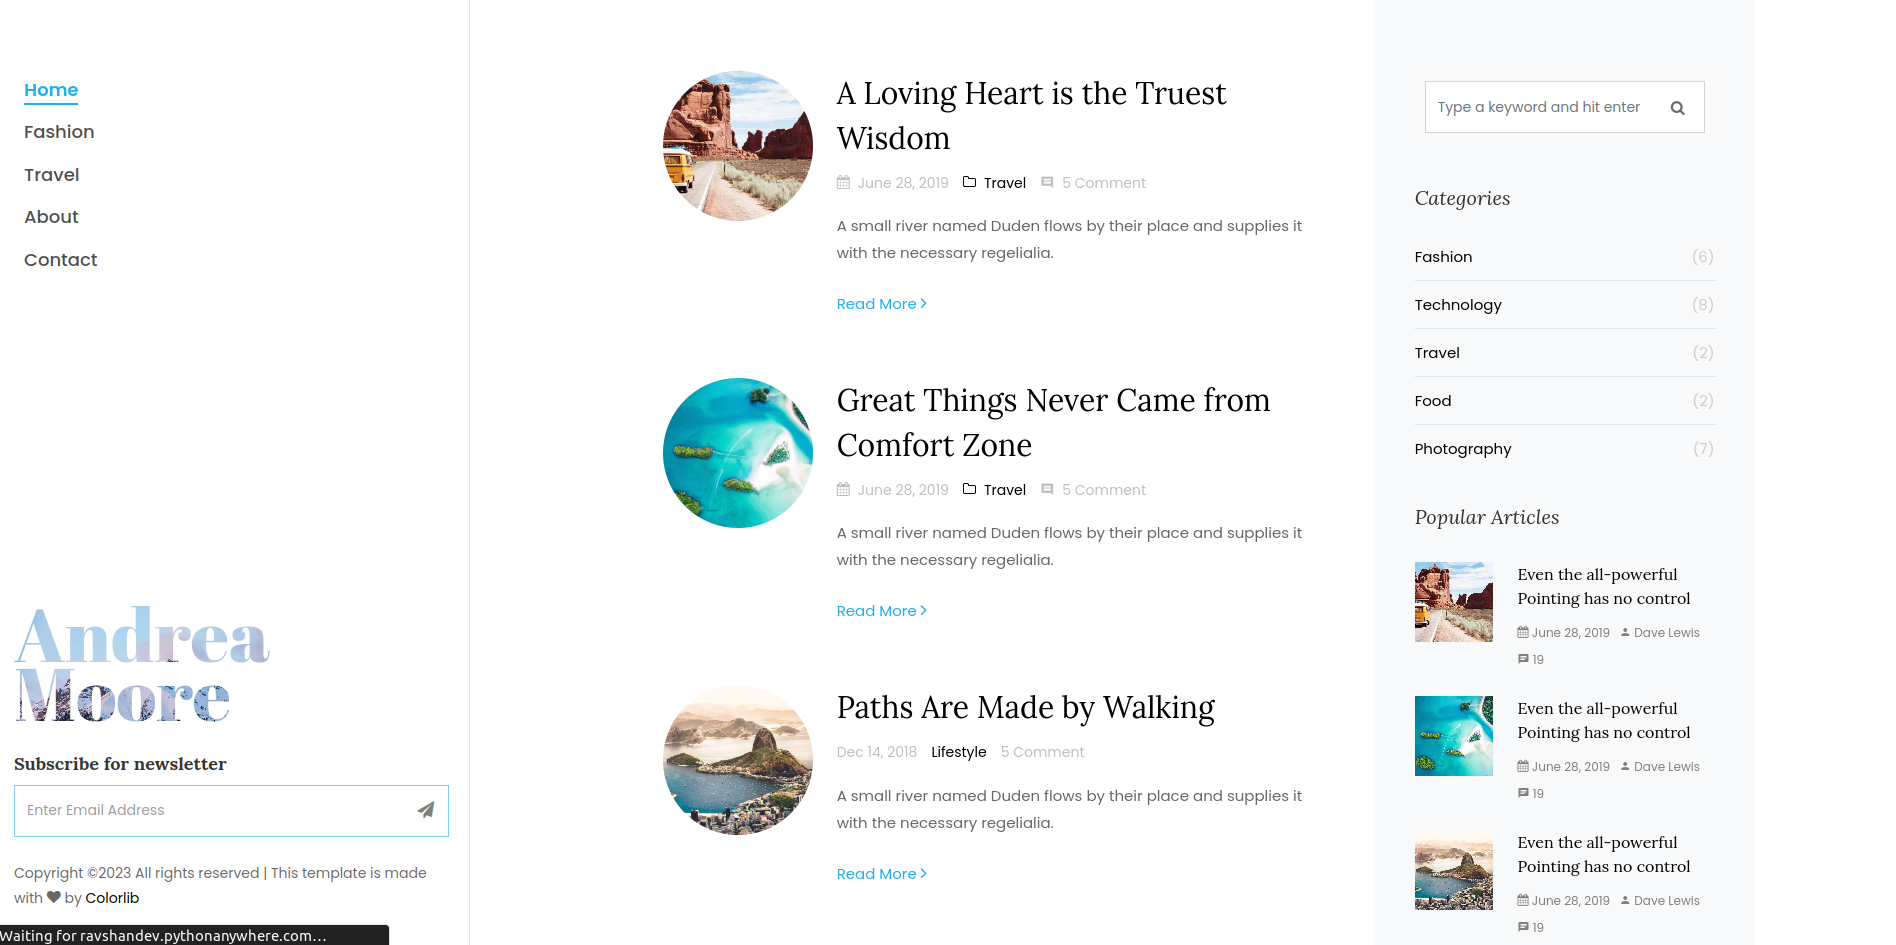 Home
Fashion
Travel
About
Contact
Andrea
Moore
Subscribe for newsletter
Enter Email Address
Copyright ©2023 All rights reserved | This template is made
with ♥ by Colorlib
Waiting for ravshandev.pythonanywhere.com...
A Loving Heart is the Truest
Wisdom
June 28, 2019 Travel 5 Comment
A small river named Duden flows by their place and supplies it
with the necessary regelialia.
Read More
Great Things Never Came from
Comfort Zone
June 28, 2019 Travel 5 Comment
A small river named Duden flows by their place and supplies it
with the necessary regelialia.
Read More
Paths Are Made by Walking
Dec 14, 2018 Lifestyle 5 Comment
A small river named Duden flows by their place and supplies it
with the necessary regelialia.
Read More
Type a keyword and hit enter
Categories
Fashion (6)
Technology (8)
Travel (2)
Food (2)
Photography (7)
Popular Articles
Even the all-powerful
Pointing has no control
June 28, 2019 Dave Lewis
19
Even the all-powerful
Pointing has no control
June 28, 2019 Dave Lewis
19
Even the all-powerful
Pointing has no control
June 28, 2019 Dave Lewis
19